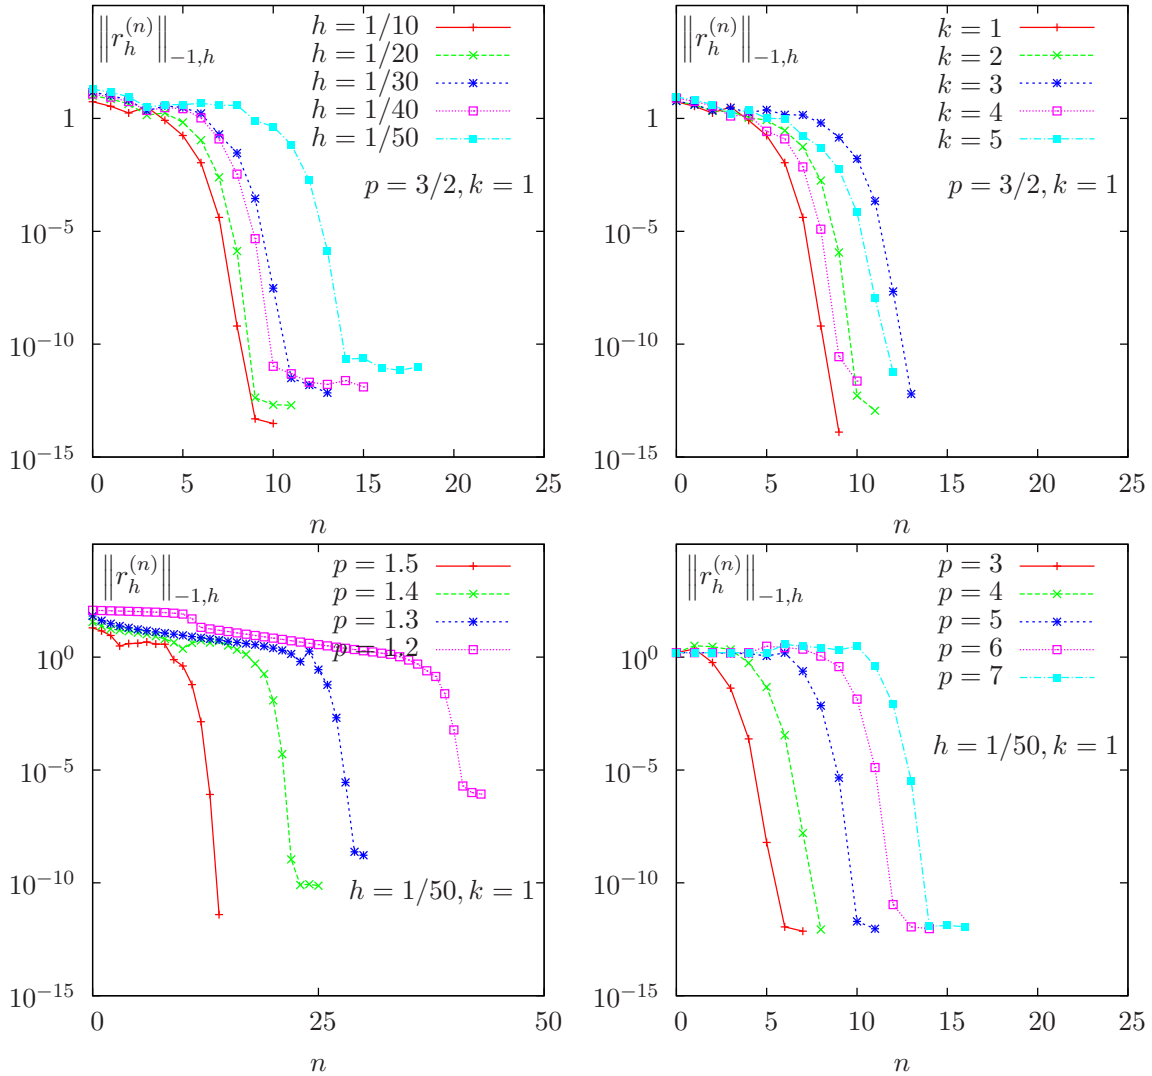 ‖r_h^{(n)}‖_{-1,h}
h = 1/10
h = 1/20
h = 1/30
h = 1/40
h = 1/50
p = 3/2, k = 1
1
10^{-5}
10^{-10}
10^{-15}
0 5 10 15 20 25
n
‖r_h^{(n)}‖_{-1,h}
k = 1
k = 2
k = 3
k = 4
k = 5
p = 3/2, k = 1
1
10^{-5}
10^{-10}
10^{-15}
0 5 10 15 20 25
n
‖r_h^{(n)}‖_{-1,h}
p = 1.5
p = 1.4
p = 1.3
p = 1.2
h = 1/50, k = 1
10^{0}
10^{-5}
10^{-10}
10^{-15}
0 25 50
n
‖r_h^{(n)}‖_{-1,h}
p = 3
p = 4
p = 5
p = 6
p = 7
h = 1/50, k = 1
10^{0}
10^{-5}
10^{-10}
10^{-15}
0 5 10 15 20 25
n